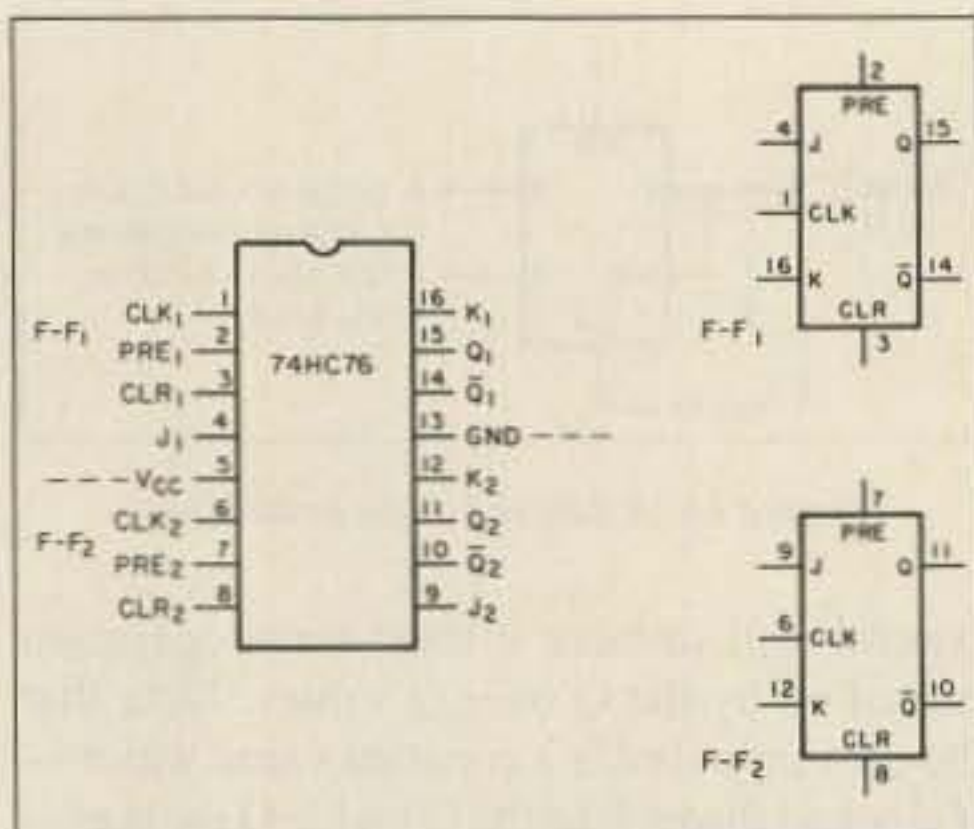 CLK₁ 1
F-F₁
PRE₁ 2
CLR₁ 3
J₁ 4
--- VCC 5
CLK₂ 6
F-F₂
PRE₂ 7
CLR₂ 8
74HC76
16 K₁
15 Q₁
14 Q̅₁
13 GND ---
12 K₂
11 Q₂
10 Q̅₂
9 J₂
2
PRE
4 J Q 15
1 CLK
16 K Q̅ 14
CLR
F-F₁ 3
7
PRE
9 J Q 11
6 CLK
12 K Q̅ 10
CLR
F-F₂ 8